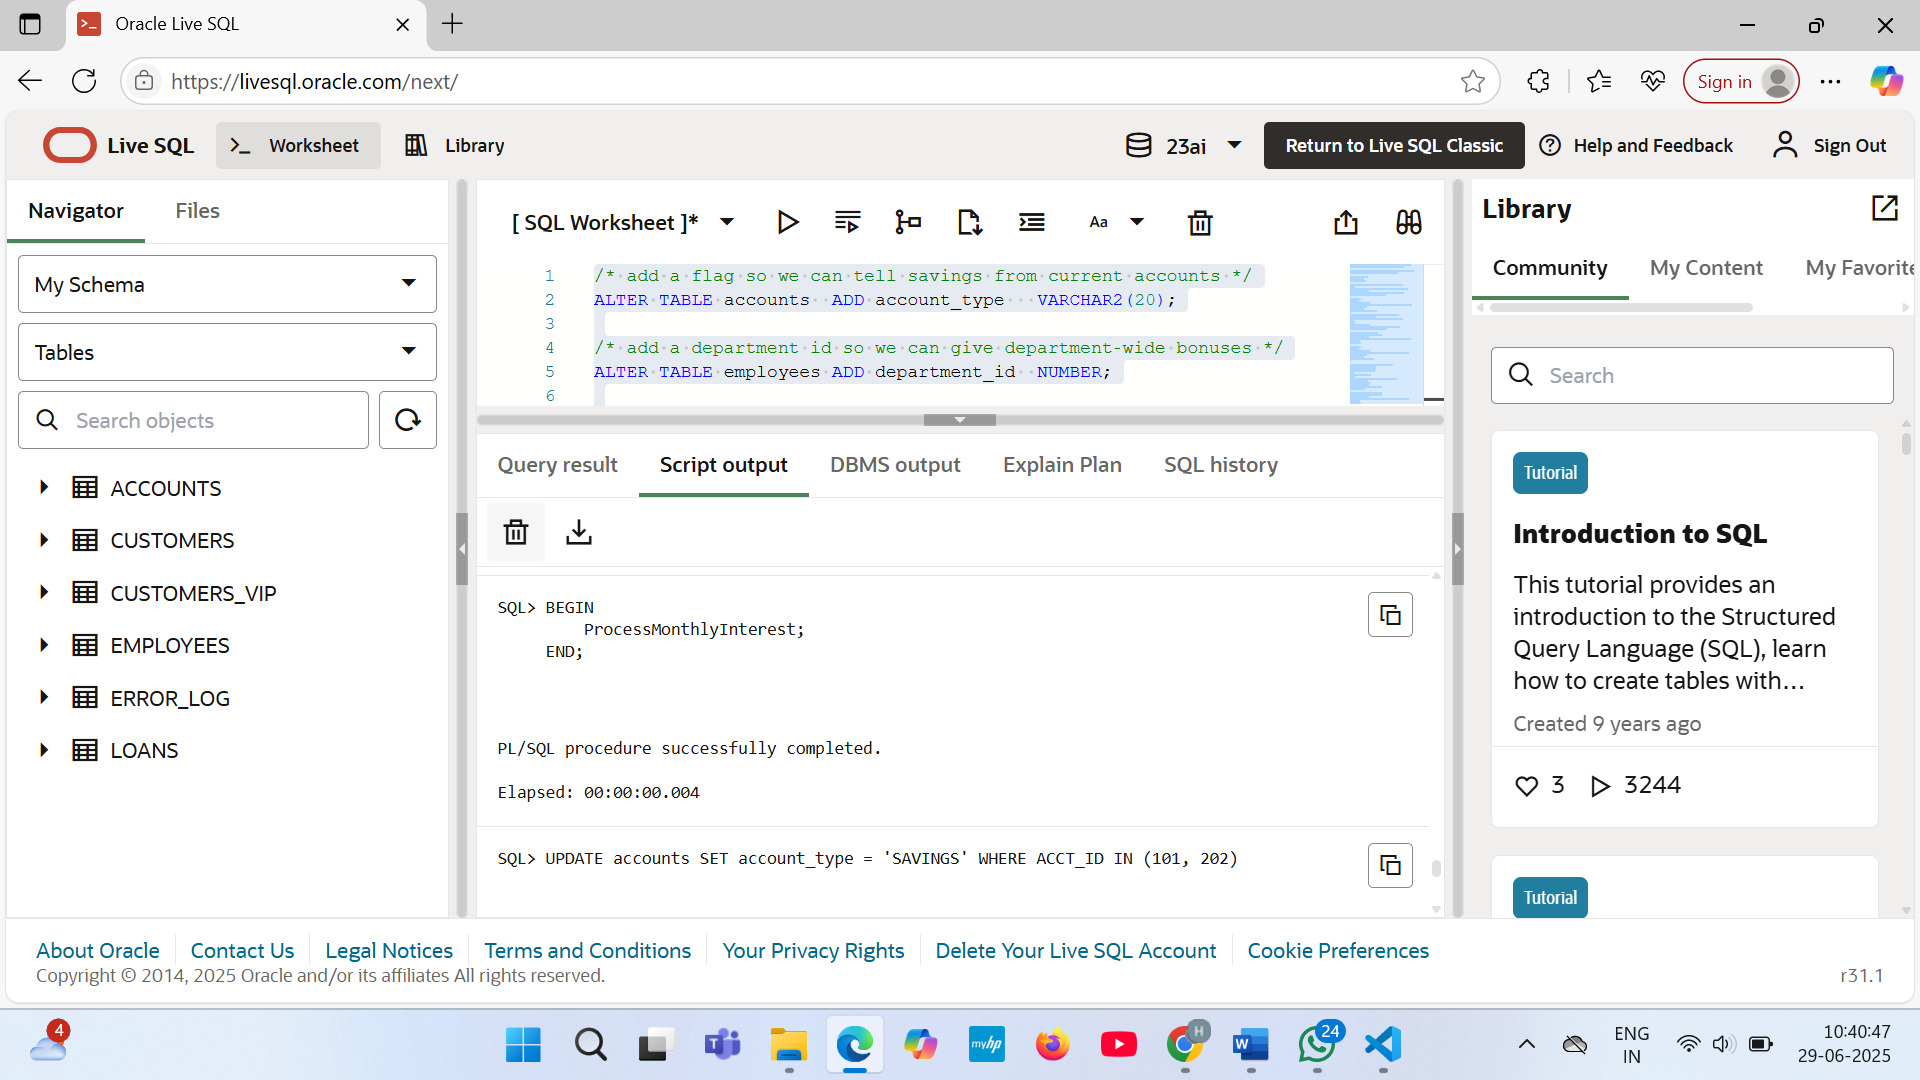 Oracle Live SQL
https://livesql.oracle.com/next/
Sign in
Live SQL
Worksheet
Library
23ai
Return to Live SQL Classic
Help and Feedback
Sign Out
Navigator
Files
My Schema
Tables
Search objects
ACCOUNTS
CUSTOMERS
CUSTOMERS_VIP
EMPLOYEES
ERROR_LOG
LOANS
[ SQL Worksheet ]*
Aa
1 /* add a flag so we can tell savings from current accounts */
2 ALTER TABLE accounts  ADD account_type   VARCHAR2(20);
3
4 /* add a department id so we can give department-wide bonuses */
5 ALTER TABLE employees ADD department_id  NUMBER;
6
Query result
Script output
DBMS output
Explain Plan
SQL history
SQL> BEGIN
ProcessMonthlyInterest;
END;
PL/SQL procedure successfully completed.
Elapsed: 00:00:00.004
SQL> UPDATE accounts SET account_type = 'SAVINGS' WHERE ACCT_ID IN (101, 202)
Library
Community
My Content
My Favorite
Search
Tutorial
Introduction to SQL
This tutorial provides an
introduction to the Structured
Query Language (SQL), learn
how to create tables with...
Created 9 years ago
3
3244
Tutorial
About Oracle
Contact Us
Legal Notices
Terms and Conditions
Your Privacy Rights
Delete Your Live SQL Account
Cookie Preferences
Copyright © 2014, 2025 Oracle and/or its affiliates All rights reserved.
r31.1
4
myhp
H
24
ENG
IN
10:40:47
29-06-2025